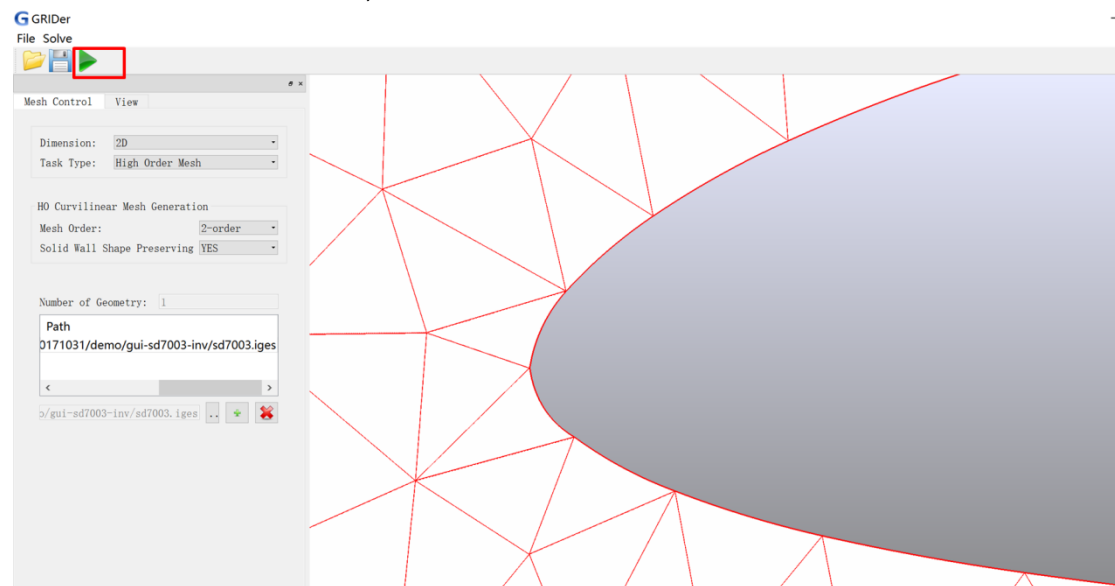 GRIDer
File Solve
Mesh Control View
Dimension: 2D
Task Type: High Order Mesh
HO Curvilinear Mesh Generation
Mesh Order: 2-order
Solid Wall Shape Preserving YES
Number of Geometry: 1
Path
0171031/demo/gui-sd7003-inv/sd7003.iges
o/gui-sd7003-inv/sd7003.iges ..